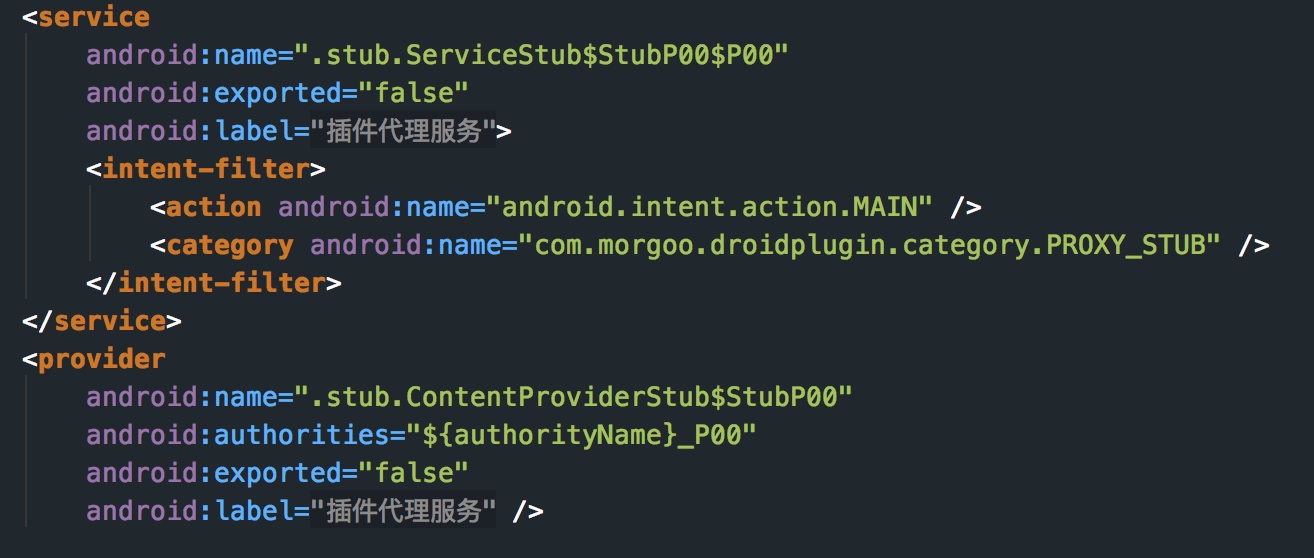 <service
android:name=".stub.ServiceStub$StubP00$P00"
android:exported="false"
android:label="插件代理服务">
<intent-filter>
<action android:name="android.intent.action.MAIN" />
<category android:name="com.morgoo.droidplugin.category.PROXY_STUB" />
</intent-filter>
</service>
<provider
android:name=".stub.ContentProviderStub$StubP00"
android:authorities="${authorityName}_P00"
android:exported="false"
android:label="插件代理服务" />